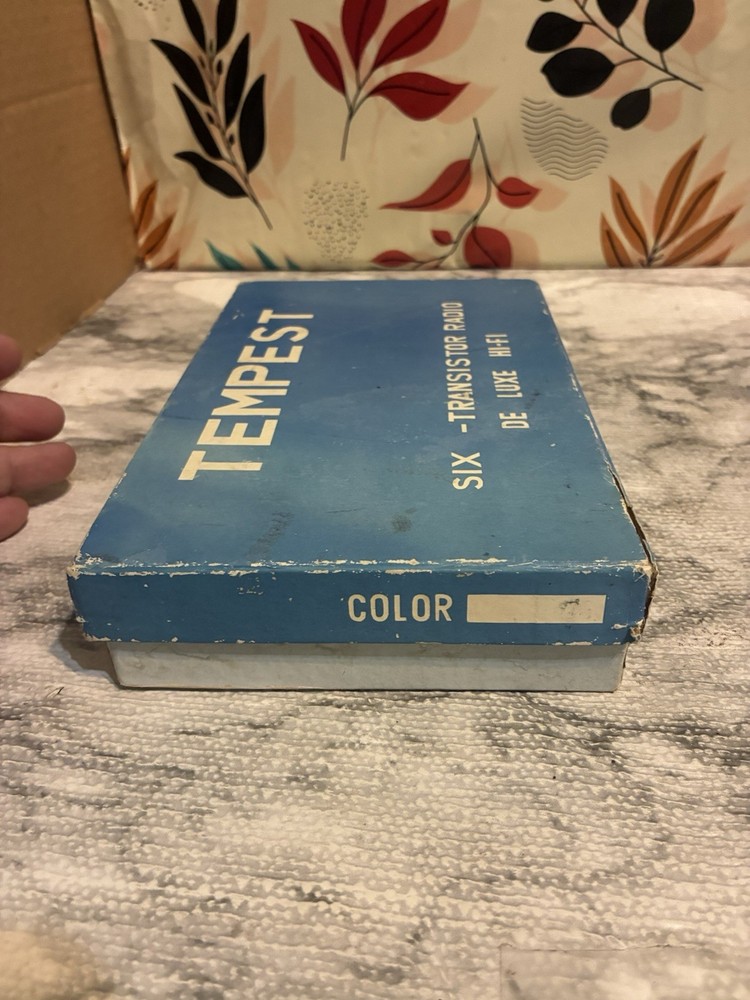 TEMPEST
SIX -TRANSISTOR RADIO
DE LUXE HI-FI
COLOR